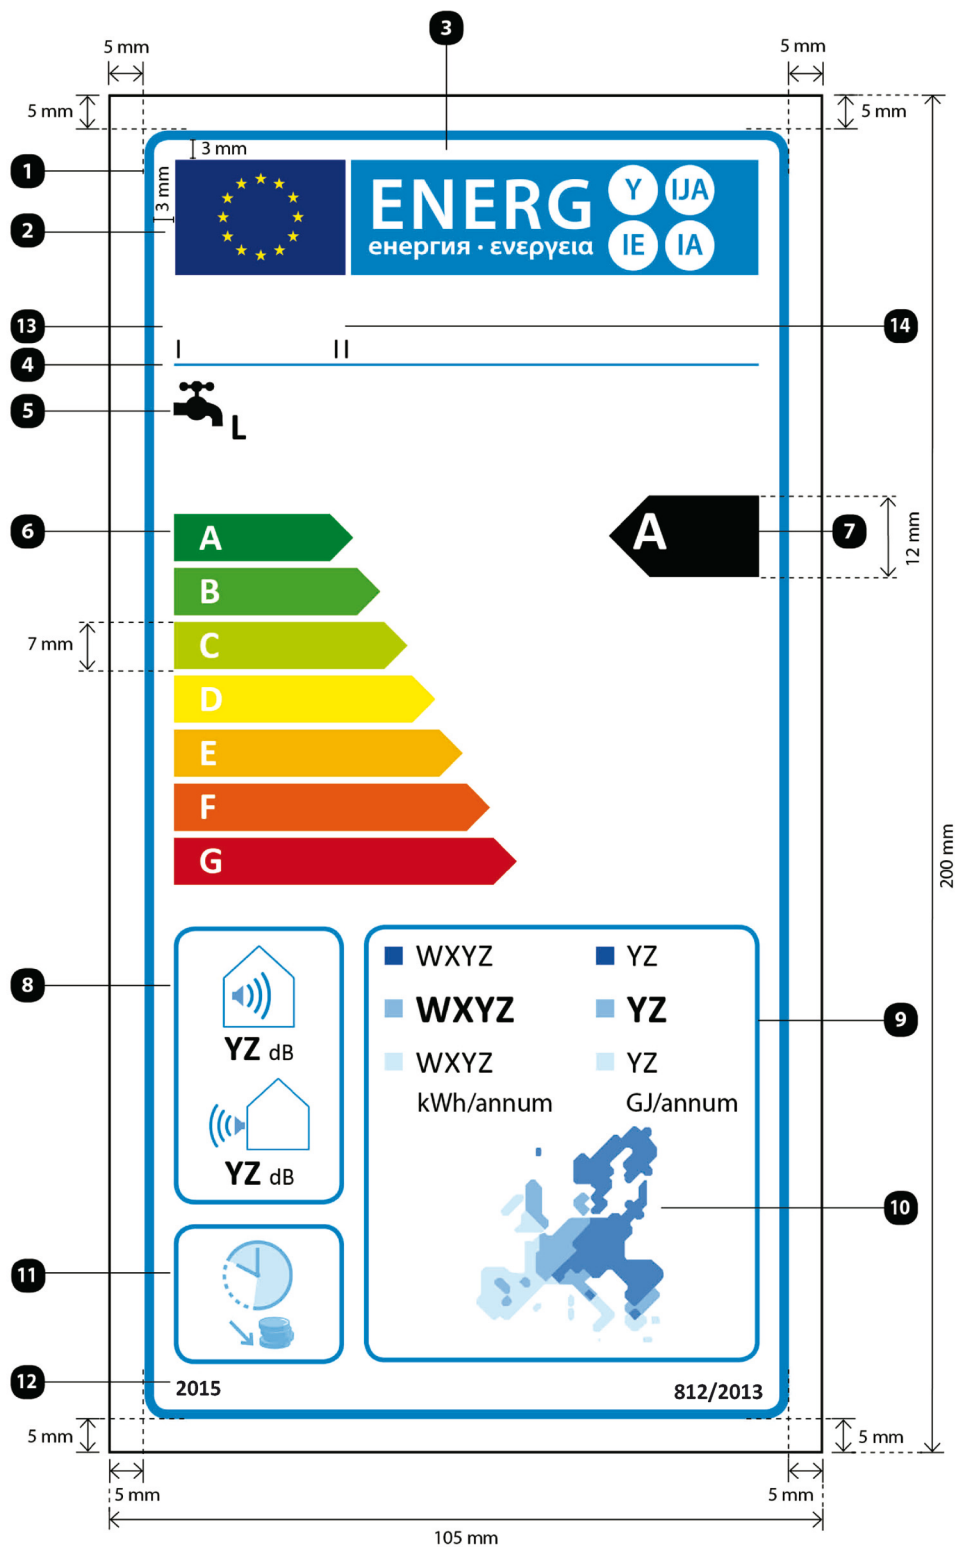 3
5 mm
5 mm
5 mm
5 mm
3 mm
1
3 mm
2
ENERG
енергия · ενεργεια
Y
IJA
IE
IA
13
14
I
II
4
5
L
6
A
A
7
12 mm
B
7 mm
C
D
E
F
G
200 mm
8
WXYZ
YZ
WXYZ
YZ
9
YZ dB
WXYZ
YZ
kWh/annum
GJ/annum
YZ dB
10
11
12
2015
812/2013
5 mm
5 mm
5 mm
5 mm
105 mm